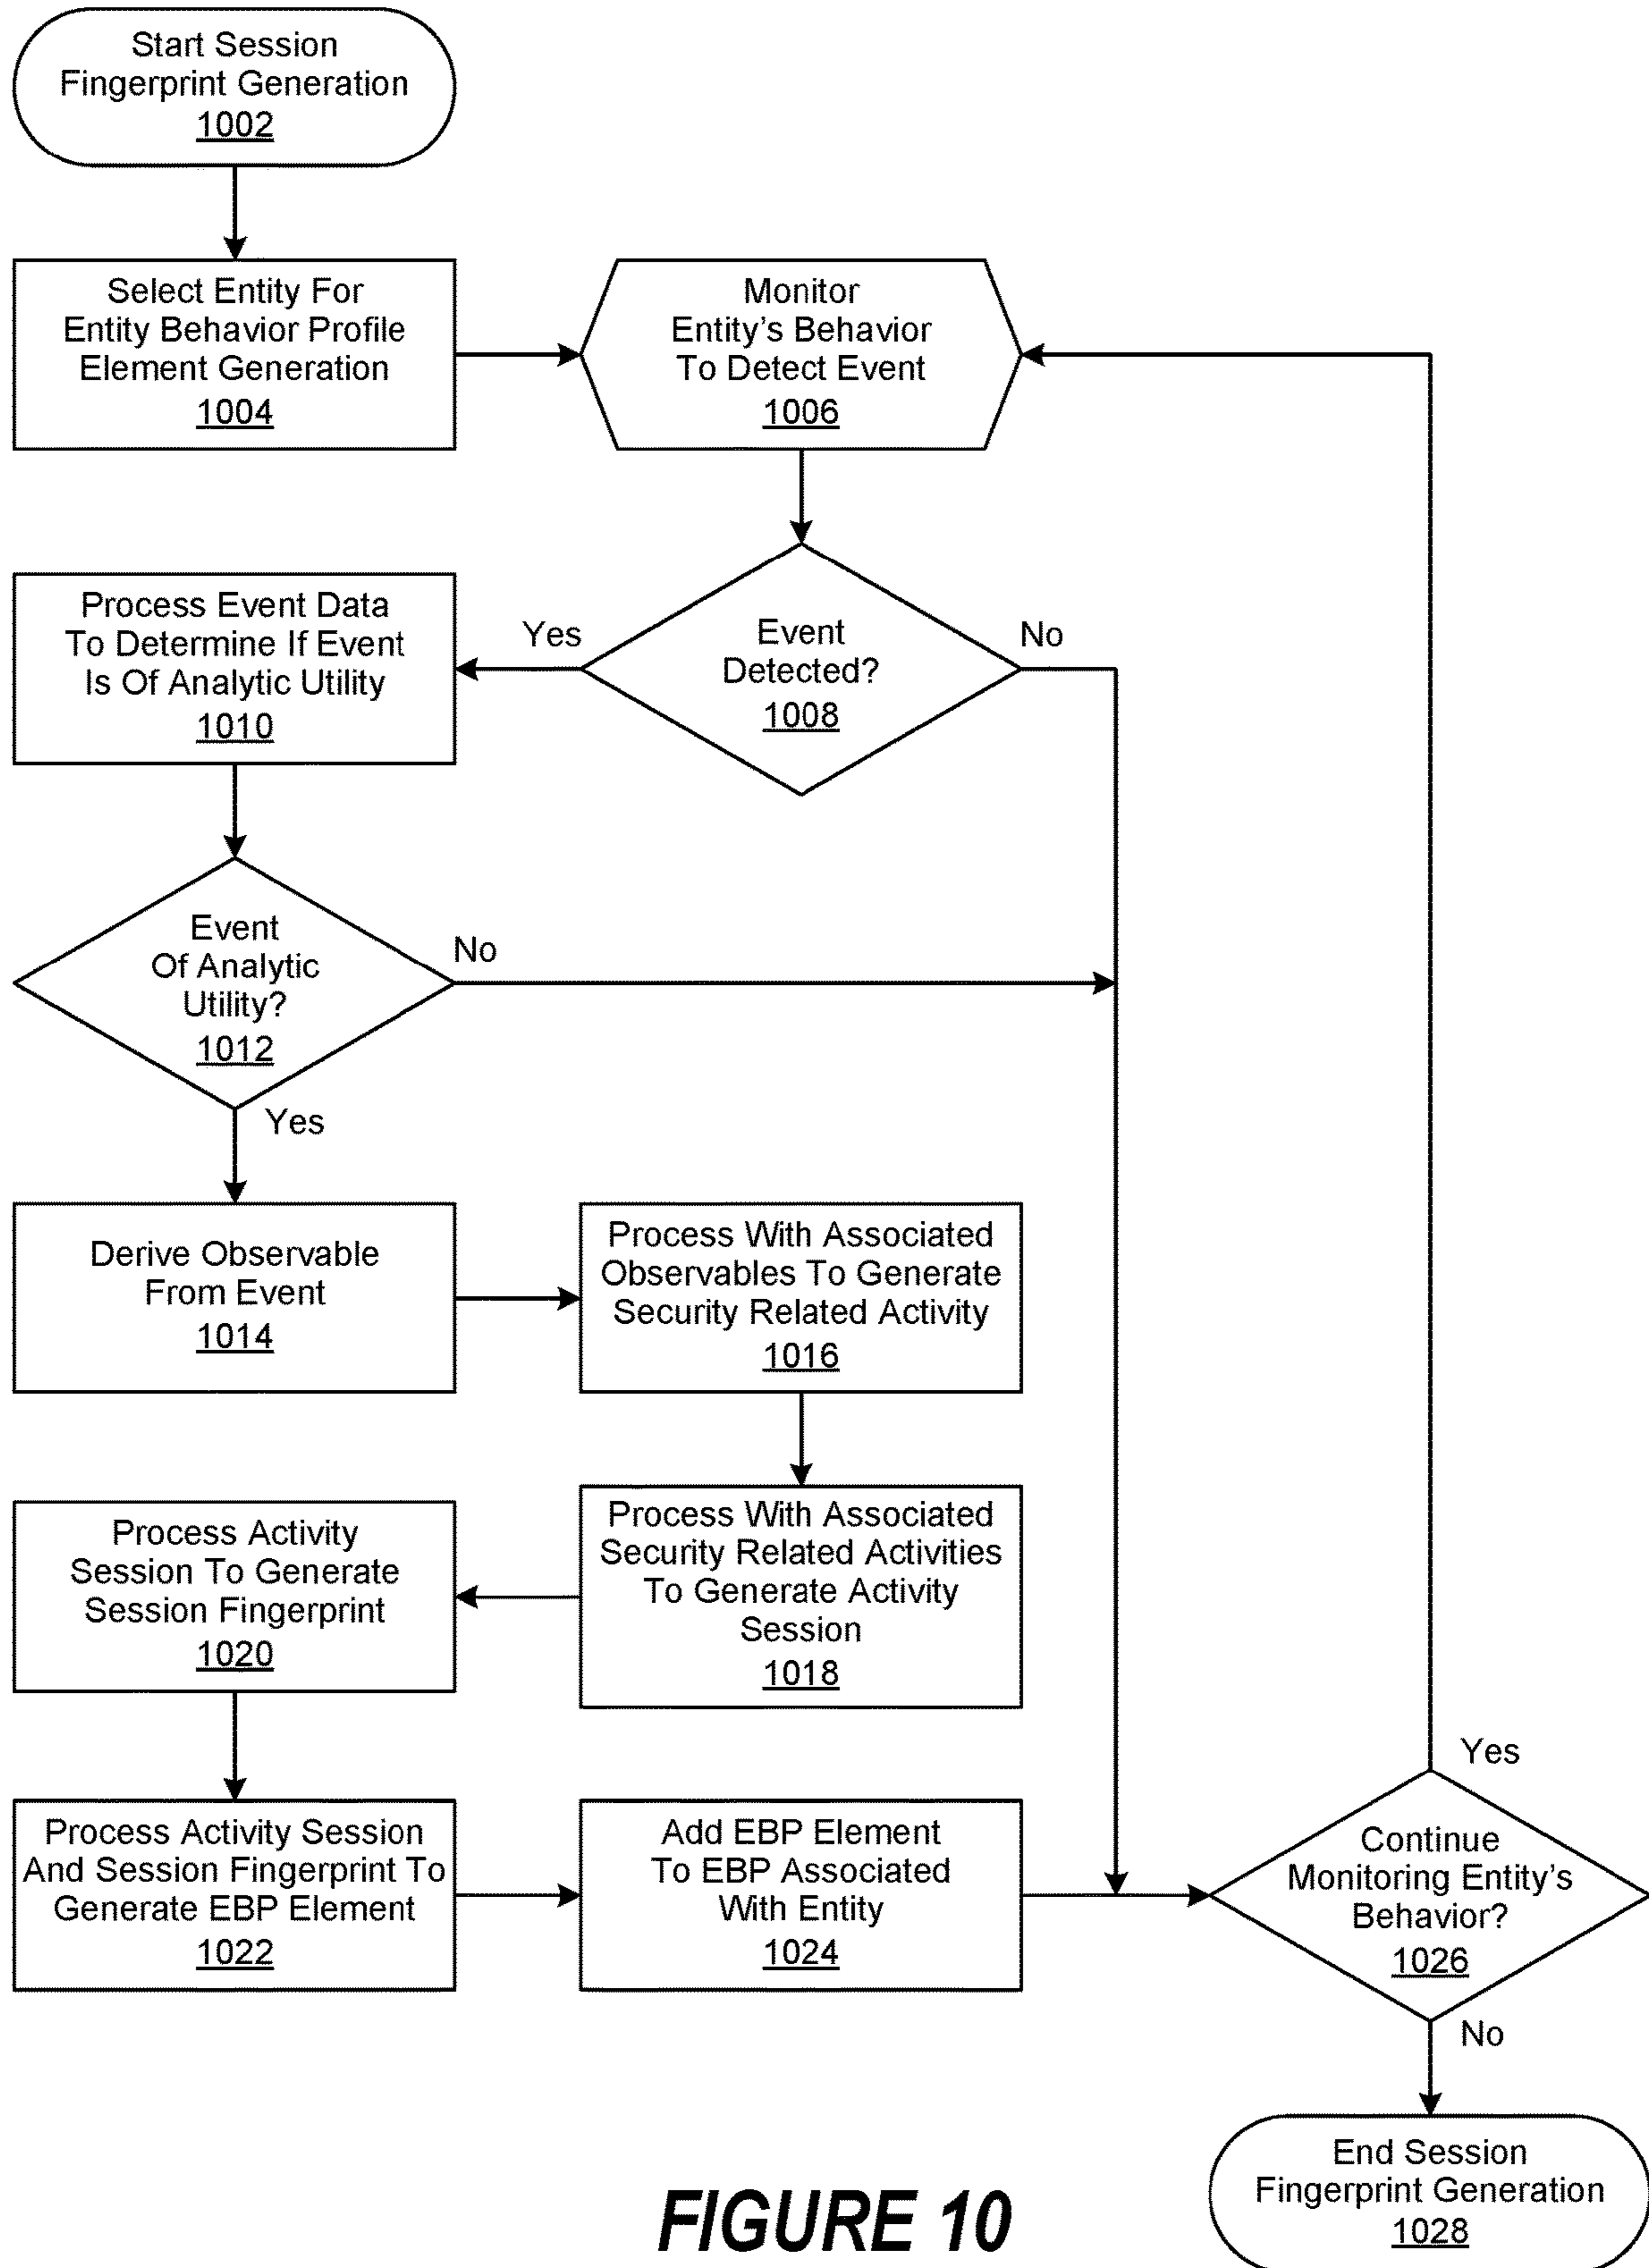 Start Session
Fingerprint Generation
1002
Select Entity For
Entity Behavior Profile
Element Generation
1004
Monitor
Entity's Behavior
To Detect Event
1006
Process Event Data
To Determine If Event
Is Of Analytic Utility
1010
Yes
Event
Detected?
1008
No
Event
Of Analytic
Utility?
1012
No
Yes
Derive Observable
From Event
1014
Process With Associated
Observables To Generate
Security Related Activity
1016
Process With Associated
Security Related Activities
To Generate Activity
Session
1018
Process Activity
Session To Generate
Session Fingerprint
1020
Process Activity Session
And Session Fingerprint To
Generate EBP Element
1022
Add EBP Element
To EBP Associated
With Entity
1024
Yes
Continue
Monitoring Entity's
Behavior?
1026
No
End Session
Fingerprint Generation
1028
FIGURE 10